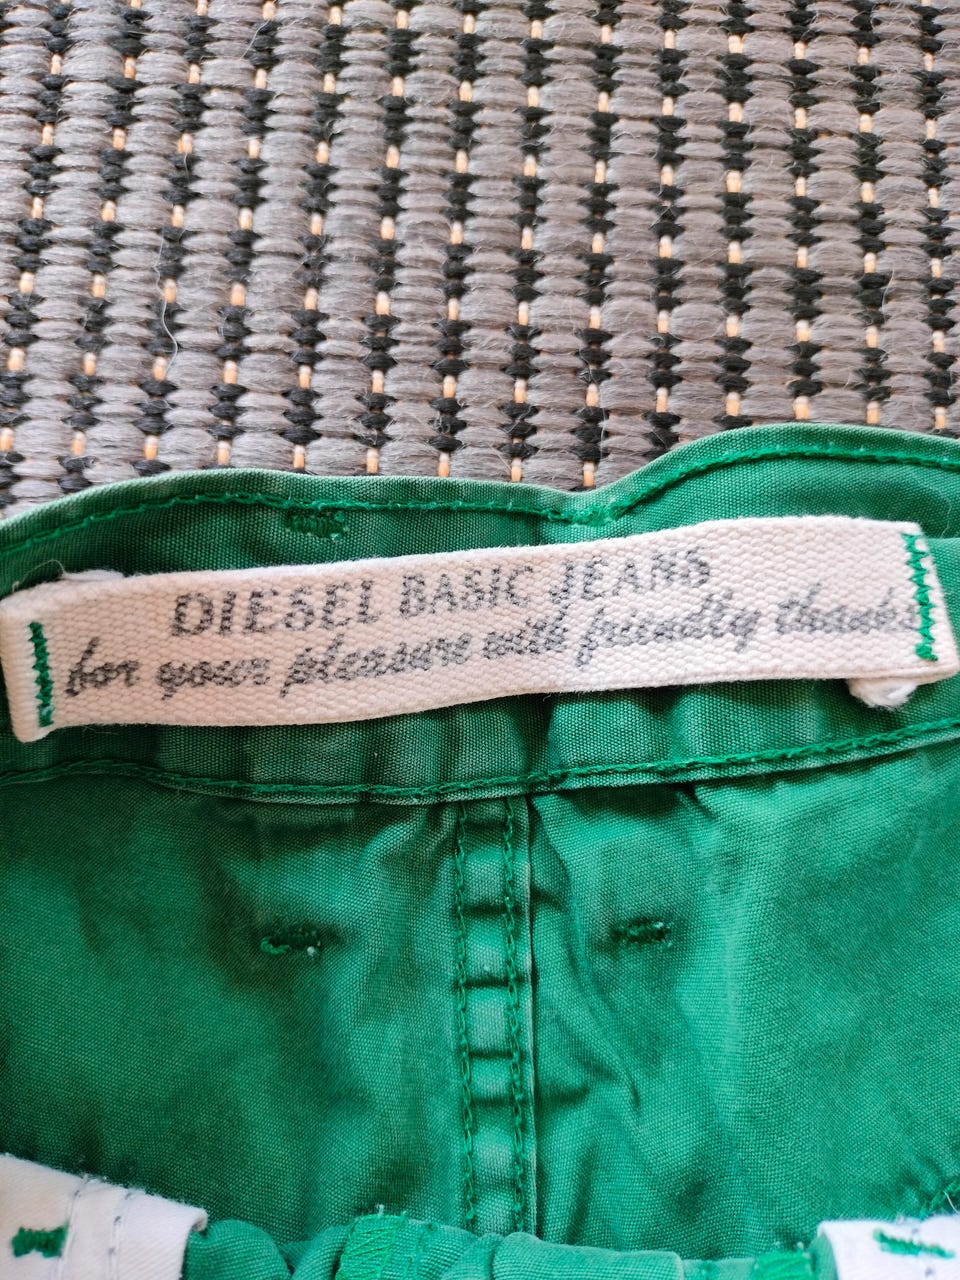 DIESEL BASIC JEANS
for your pleasure with friendly thanks